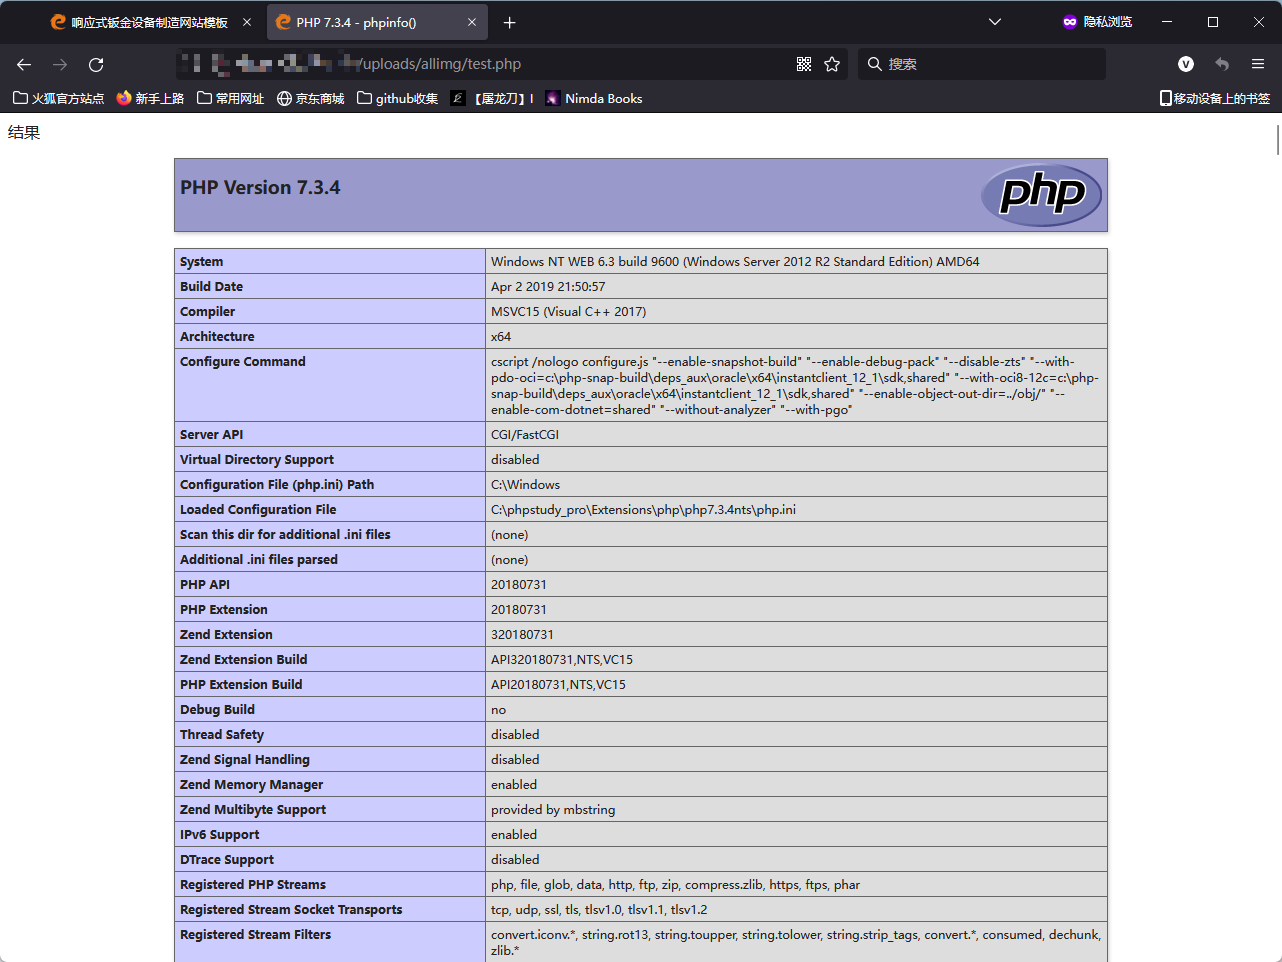 响应式钣金设备制造网站模板
PHP 7.3.4 - phpinfo()
隐私浏览
/uploads/allimg/test.php
搜索
V
火狐官方站点
新手上路
常用网址
京东商城
github收集
【屠龙刀】I
Nimda Books
移动设备上的书签
结果
PHP Version 7.3.4
php
System Windows NT WEB 6.3 build 9600 (Windows Server 2012 R2 Standard Edition) AMD64
Build Date Apr 2 2019 21:50:57
Compiler MSVC15 (Visual C++ 2017)
Architecture x64
Configure Command cscript /nologo configure.js "--enable-snapshot-build" "--enable-debug-pack" "--disable-zts" "--with-
pdo-oci=c:\php-snap-build\deps_aux\oracle\x64\instantclient_12_1\sdk,shared" "--with-oci8-12c=c:\php-
snap-build\deps_aux\oracle\x64\instantclient_12_1\sdk,shared" "--enable-object-out-dir=../obj/" "--
enable-com-dotnet=shared" "--without-analyzer" "--with-pgo"
Server API CGI/FastCGI
Virtual Directory Support disabled
Configuration File (php.ini) Path C:\Windows
Loaded Configuration File C:\phpstudy_pro\Extensions\php\php7.3.4nts\php.ini
Scan this dir for additional .ini files (none)
Additional .ini files parsed (none)
PHP API 20180731
PHP Extension 20180731
Zend Extension 320180731
Zend Extension Build API320180731,NTS,VC15
PHP Extension Build API20180731,NTS,VC15
Debug Build no
Thread Safety disabled
Zend Signal Handling disabled
Zend Memory Manager enabled
Zend Multibyte Support provided by mbstring
IPv6 Support enabled
DTrace Support disabled
Registered PHP Streams php, file, glob, data, http, ftp, zip, compress.zlib, https, ftps, phar
Registered Stream Socket Transports tcp, udp, ssl, tls, tlsv1.0, tlsv1.1, tlsv1.2
Registered Stream Filters convert.iconv.*, string.rot13, string.toupper, string.tolower, string.strip_tags, convert.*, consumed, dechunk,
zlib.*